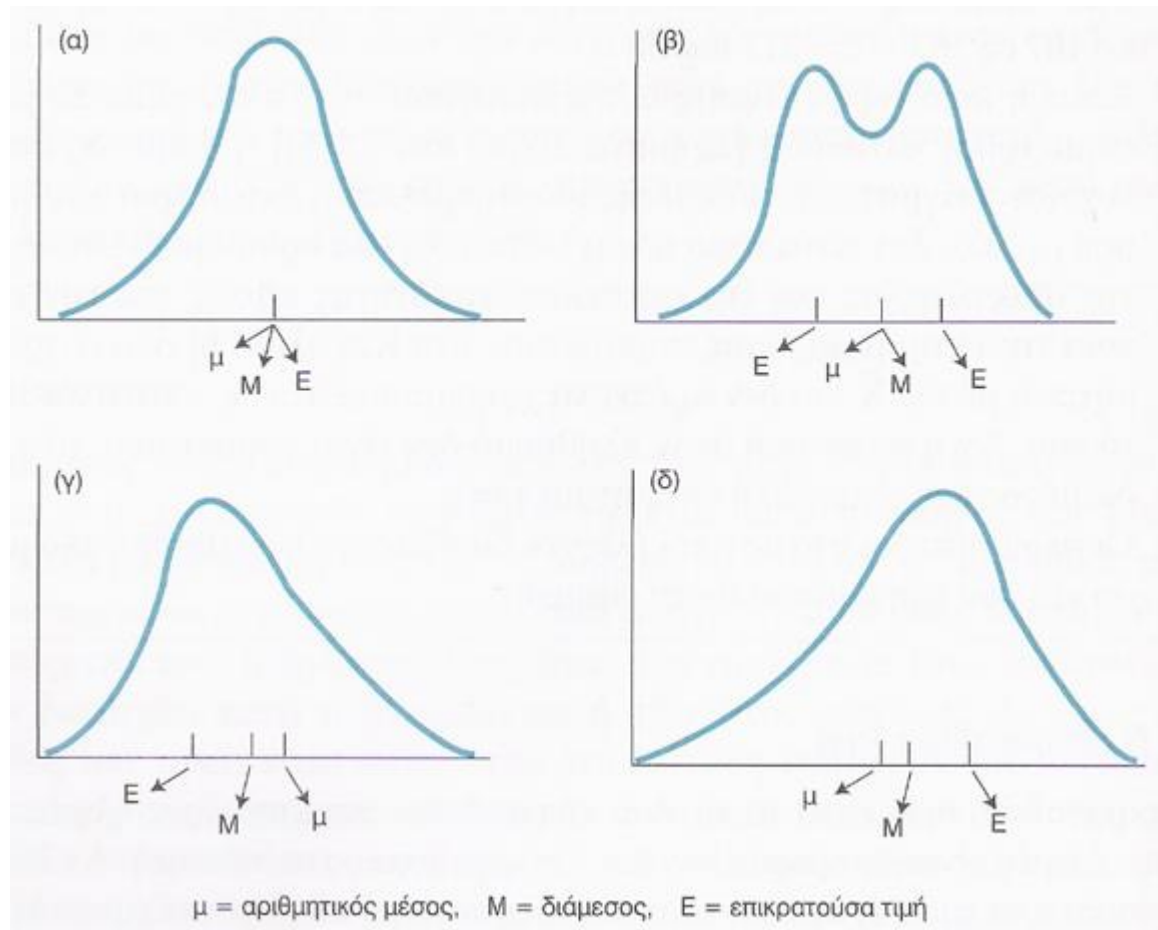 (α)
(β)
μ
Μ
Ε
Ε
μ
Μ
Ε
(γ)
(δ)
Ε
Μ
μ
μ
Μ
Ε
μ = αριθμητικός μέσος, Μ = διάμεσος, Ε = επικρατούσα τιμή